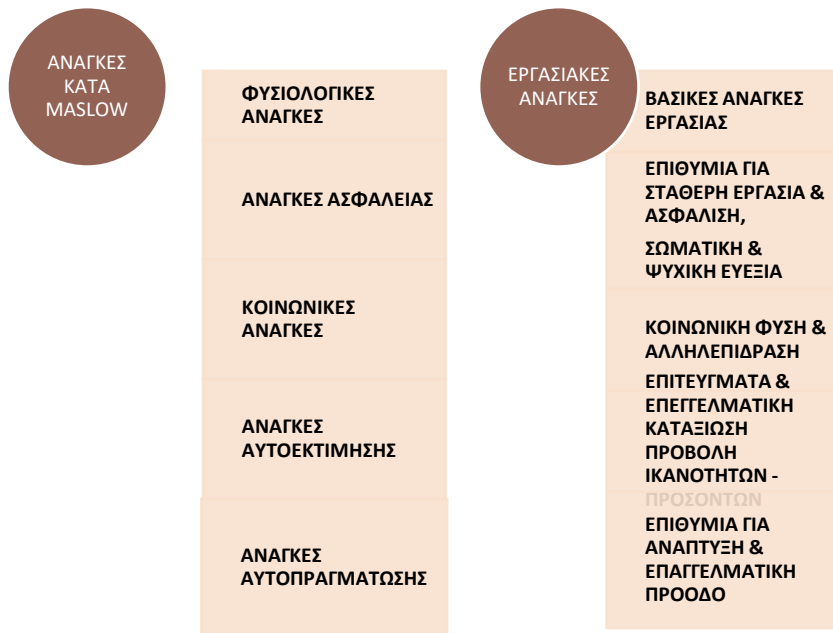 ΑΝΑΓΚΕΣ
ΚΑΤΑ
MASLOW
ΦΥΣΙΟΛΟΓΙΚΕΣ
ΑΝΑΓΚΕΣ
ΑΝΑΓΚΕΣ ΑΣΦΑΛΕΙΑΣ
ΚΟΙΝΩΝΙΚΕΣ
ΑΝΑΓΚΕΣ
ΑΝΑΓΚΕΣ
ΑΥΤΟΕΚΤΙΜΗΣΗΣ
ΑΝΑΓΚΕΣ
ΑΥΤΟΠΡΑΓΜΑΤΩΣΗΣ
ΕΡΓΑΣΙΑΚΕΣ
ΑΝΑΓΚΕΣ
ΒΑΣΙΚΕΣ ΑΝΑΓΚΕΣ
ΕΡΓΑΣΙΑΣ
ΕΠΙΘΥΜΙΑ ΓΙΑ
ΣΤΑΘΕΡΗ ΕΡΓΑΣΙΑ &
ΑΣΦΑΛΙΣΗ,
ΣΩΜΑΤΙΚΗ &
ΨΥΧΙΚΗ ΕΥΕΞΙΑ
ΚΟΙΝΩΝΙΚΗ ΦΥΣΗ &
ΑΛΛΗΛΕΠΙΔΡΑΣΗ
ΕΠΙΤΕΥΓΜΑΤΑ &
ΕΠΕΓΓΕΛΜΑΤΙΚΗ
ΚΑΤΑΞΙΩΣΗ
ΠΡΟΒΟΛΗ
ΙΚΑΝΟΤΗΤΩΝ -
ΠΡΟΣΟΝΤΩΝ
ΕΠΙΘΥΜΙΑ ΓΙΑ
ΑΝΑΠΤΥΞΗ &
ΕΠΑΓΓΕΛΜΑΤΙΚΗ
ΠΡΟΟΔΟ